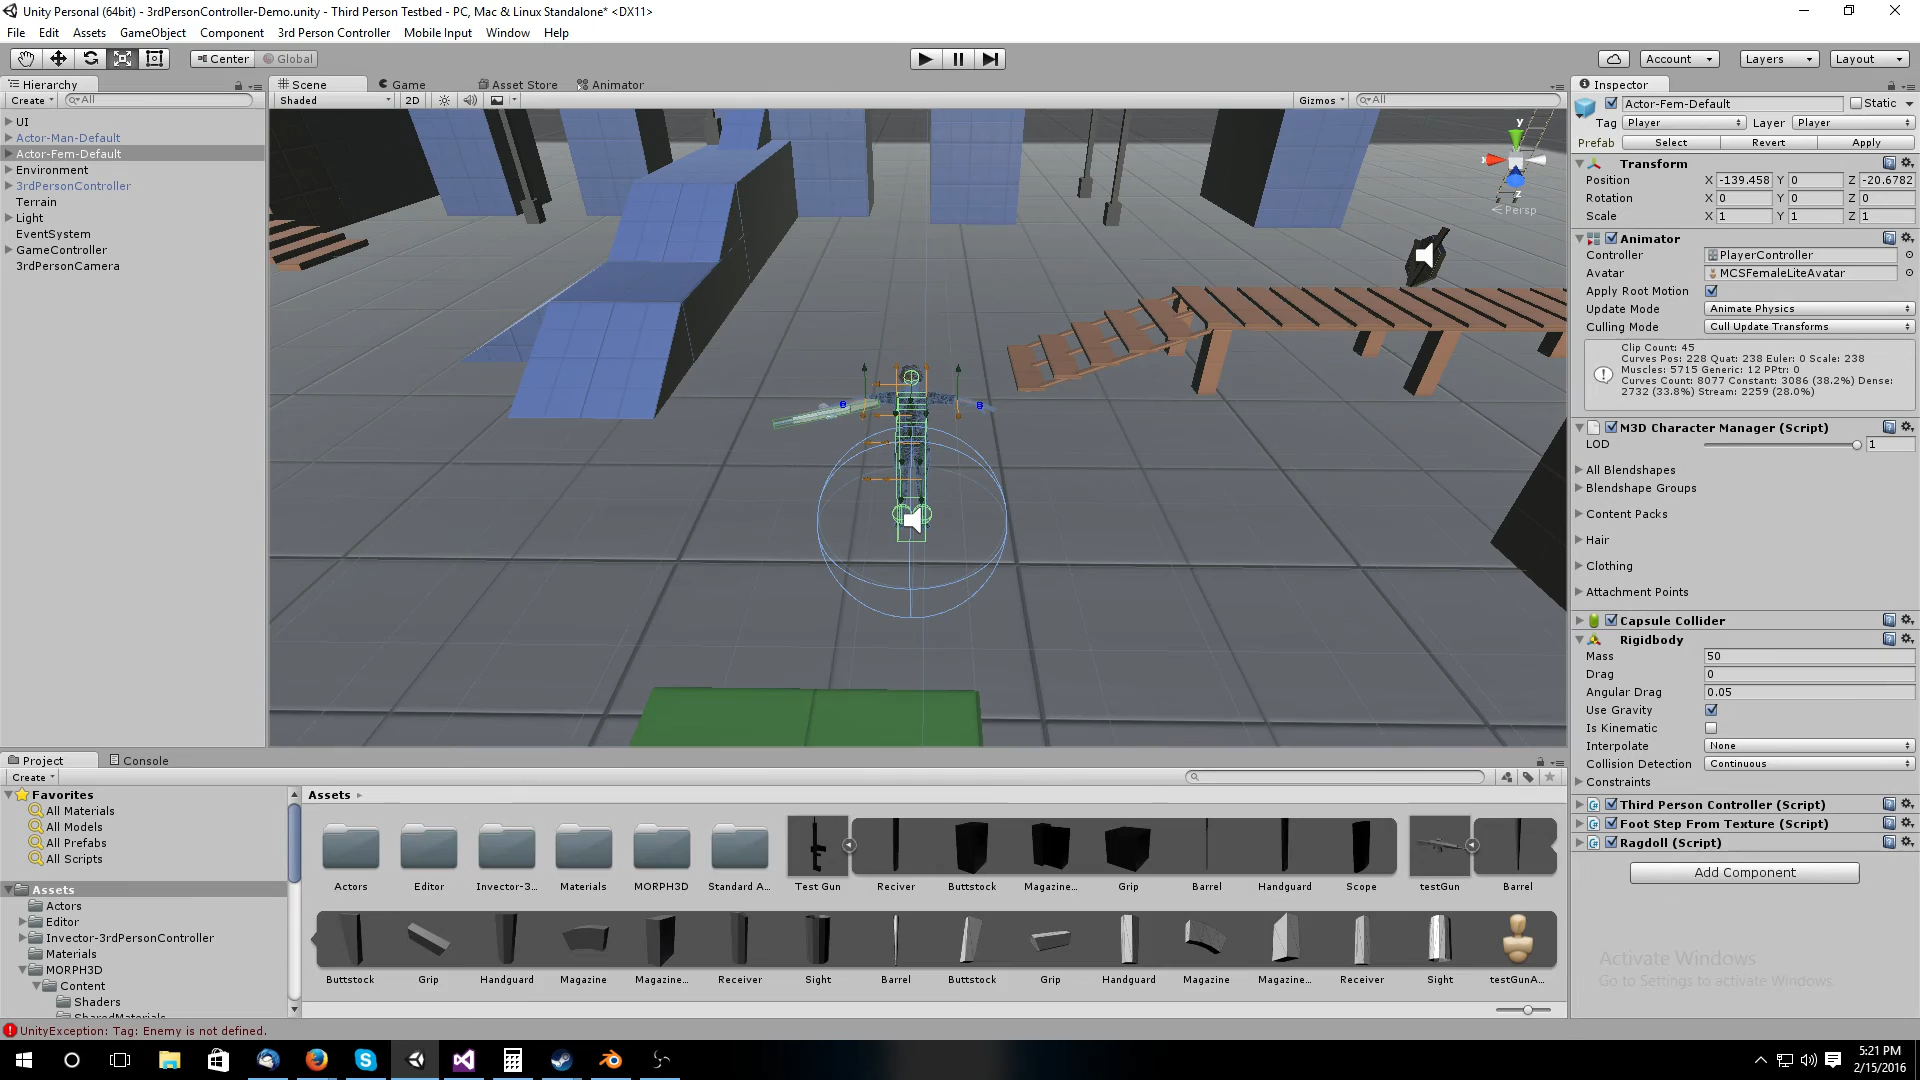 Unity Personal (64bit) - 3rdPersonController-Demo.unity - Third Person Testbed - PC, Mac & Linux Standalone* <DX11>
File Edit Assets GameObject Component 3rd Person Controller Mobile Input Window Help
Center Global Account Layers Layout
Hierarchy
Create All
UI
Actor-Man-Default
Actor-Fem-Default
Environment
3rdPersonController
Terrain
Light
EventSystem
GameController
3rdPersonCamera
Scene Game Asset Store Animator
Shaded 2D Gizmos All
y
x
z
Persp
Inspector
Actor-Fem-Default Static
Tag Player Layer Player
Prefab Select Revert Apply
Transform
Position X -139.458 Y 0 Z -20.6782
Rotation X 0 Y 0 Z 0
Scale X 1 Y 1 Z 1
Animator
Controller PlayerController
Avatar MCSFemaleLiteAvatar
Apply Root Motion
Update Mode Animate Physics
Culling Mode Cull Update Transforms
Clip Count: 45
Curves Pos: 228 Quat: 238 Euler: 0 Scale: 238
Muscles: 5715 Generic: 12 PPtr: 0
Curves Count: 8077 Constant: 3086 (38.2%) Dense:
2732 (33.8%) Stream: 2259 (28.0%)
M3D Character Manager (Script)
LOD 1
All Blendshapes
Blendshape Groups
Content Packs
Hair
Clothing
Attachment Points
Capsule Collider
Rigidbody
Mass 50
Drag 0
Angular Drag 0.05
Use Gravity
Is Kinematic
Interpolate None
Collision Detection Continuous
Constraints
Third Person Controller (Script)
Foot Step From Texture (Script)
Ragdoll (Script)
Add Component
Activate Windows
Go to Settings to activate Windows.
Project Console
Create
Favorites
All Materials
All Models
All Prefabs
All Scripts
Assets
Actors
Editor
Invector-3rdPersonController
Materials
MORPH3D
Content
Shaders
SharedMaterials
Assets
Actors Editor Invector-3... Materials MORPH3D Standard A... Test Gun Reciver Buttstock Magazine... Grip Barrel Handguard Scope testGun Barrel
Buttstock Grip Handguard Magazine Magazine... Receiver Sight Barrel Buttstock Grip Handguard Magazine Magazine... Receiver Sight testGunA...
UnityException: Tag: Enemy is not defined.
5:21 PM
2/15/2016